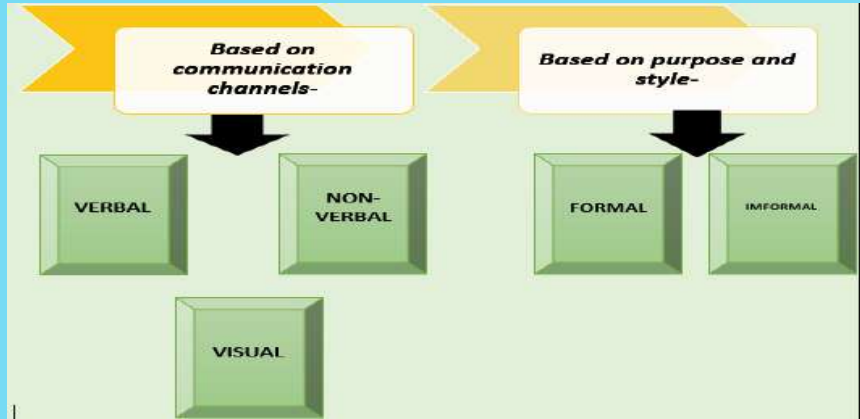 Based on
communication
channels-
Based on purpose and
style-
VERBAL
NON-
VERBAL
FORMAL
IMFORMAL
VISUAL